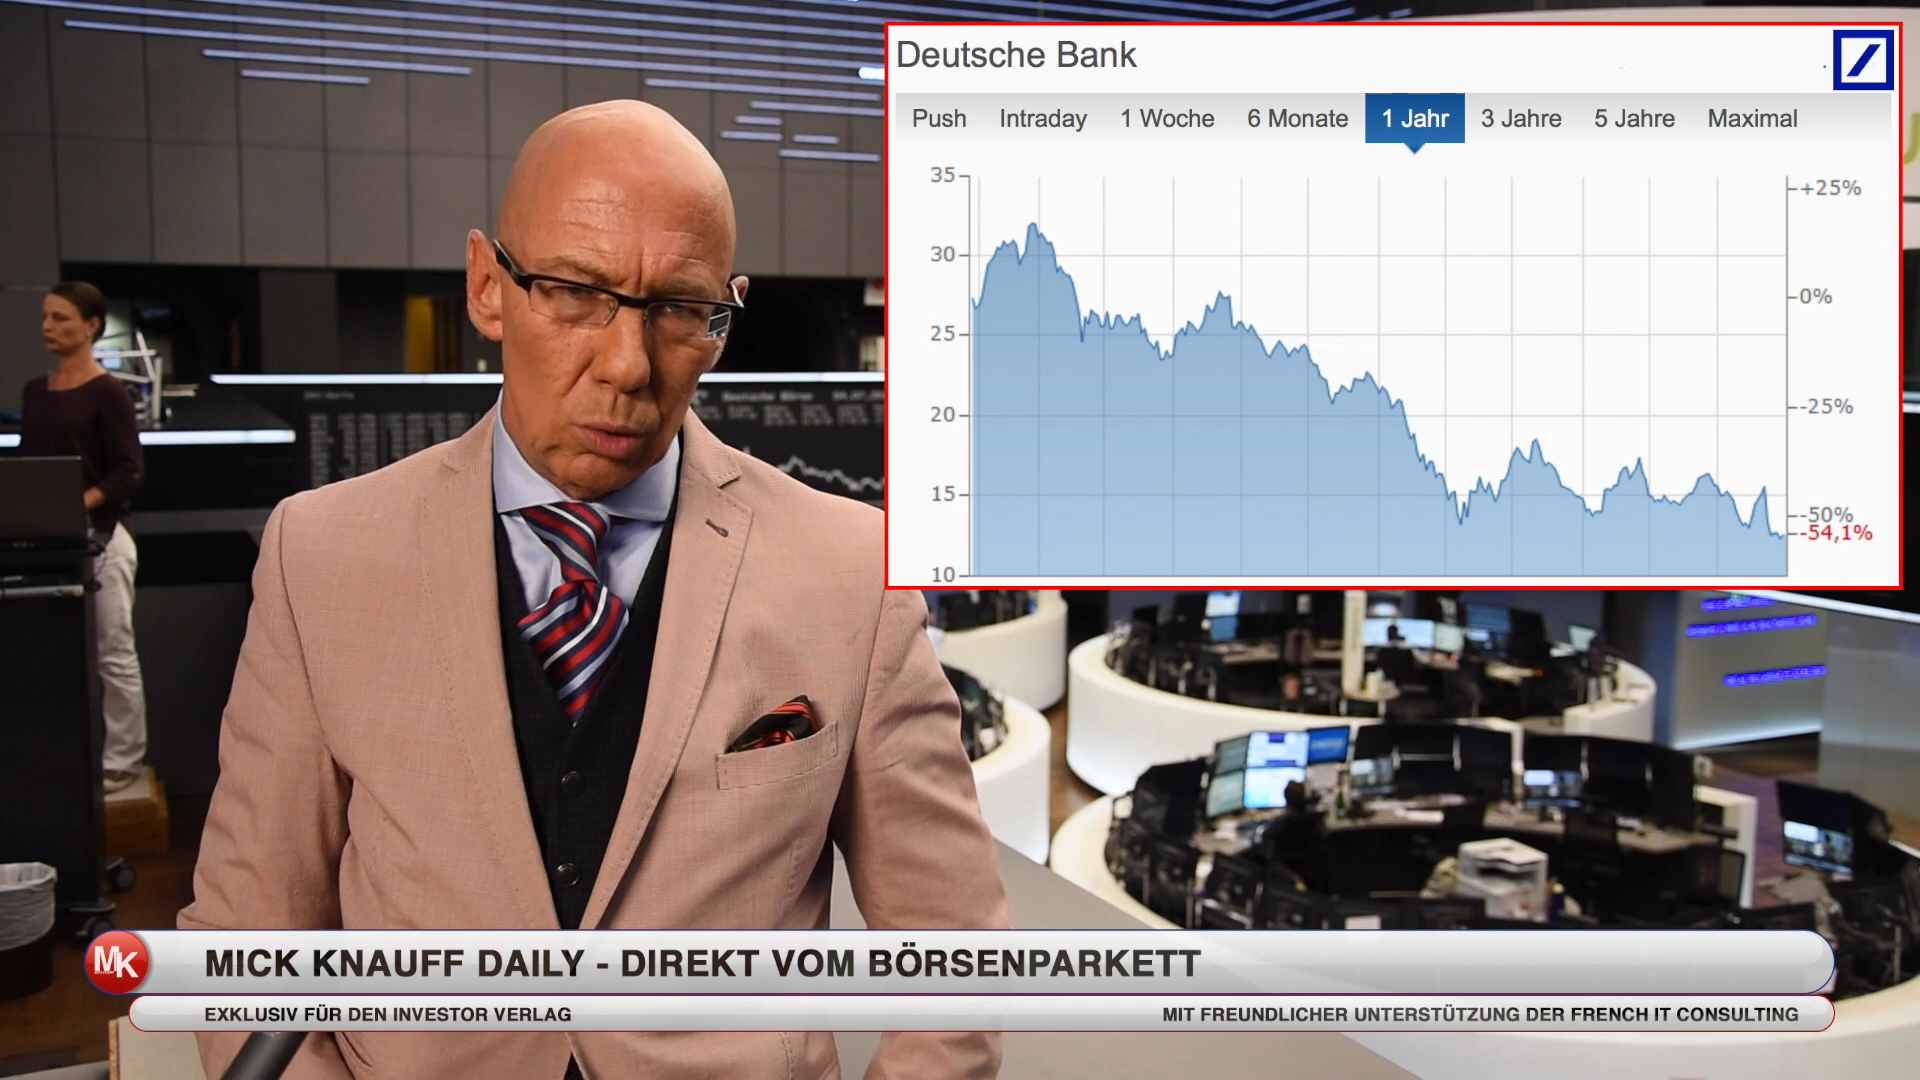 Deutsche Bank
Push Intraday 1 Woche 6 Monate 1 Jahr 3 Jahre 5 Jahre Maximal
35
30
25
20
15
10
+25%
0%
-25%
-50%
-54,1%
Deutsche Börse
MK
MICK KNAUFF DAILY - DIREKT VOM BÖRSENPARKETT
EXKLUSIV FÜR DEN INVESTOR VERLAG
MIT FREUNDLICHER UNTERSTÜTZUNG DER FRENCH IT CONSULTING